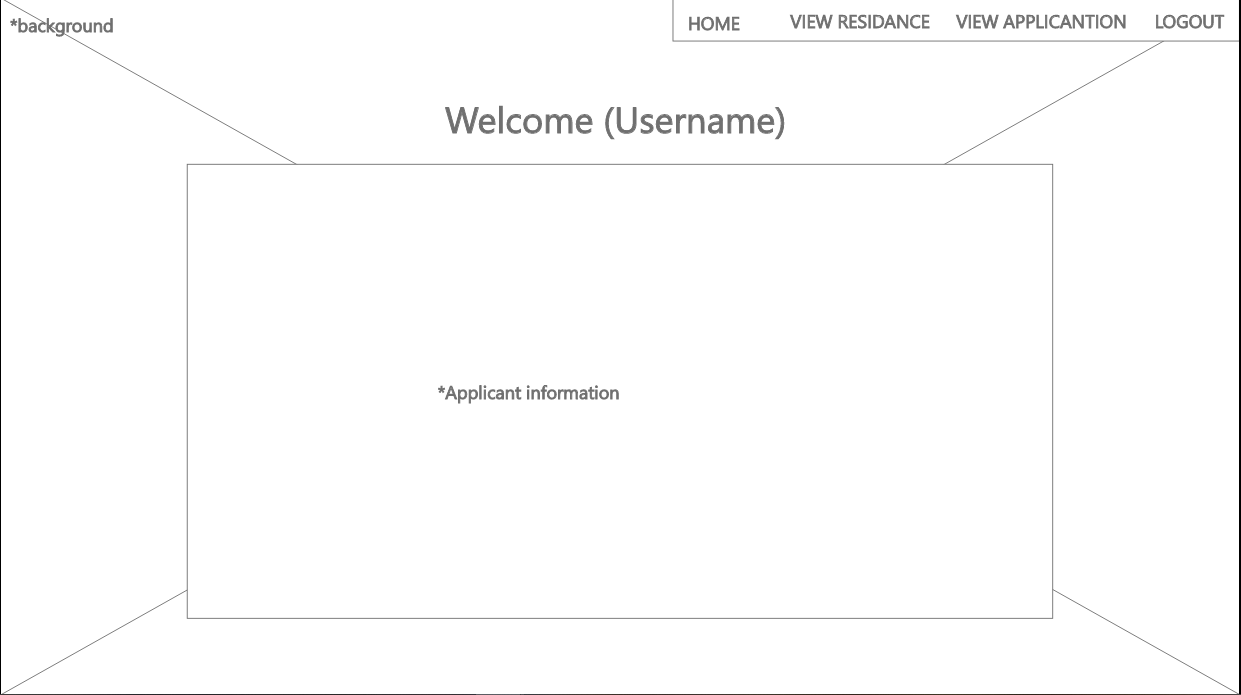 *background
HOME VIEW RESIDANCE VIEW APPLICANTION LOGOUT
Welcome (Username)
*Applicant information